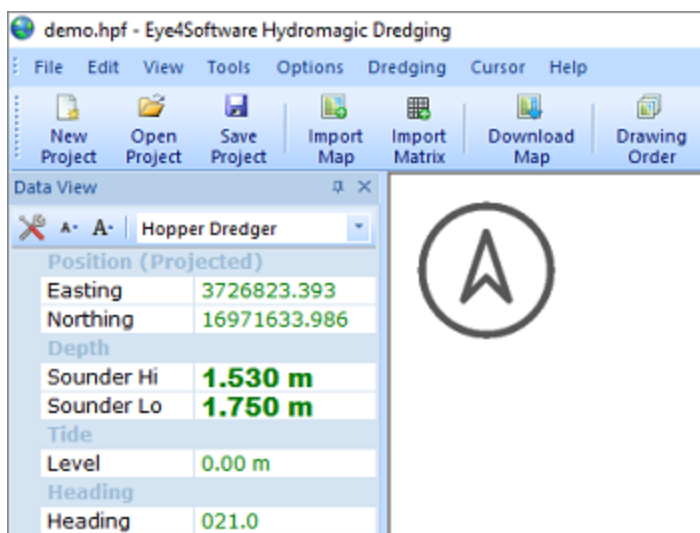 demo.hpf - Eye4Software Hydromagic Dredging
File Edit View Tools Options Dredging Cursor Help
New Project Open Project Save Project Import Map Import Matrix Download Map Drawing Order
Data View
A- A- Hopper Dredger
Position (Projected)
Easting 3726823.393
Northing 16971633.986
Depth
Sounder Hi 1.530 m
Sounder Lo 1.750 m
Tide
Level 0.00 m
Heading
Heading 021.0